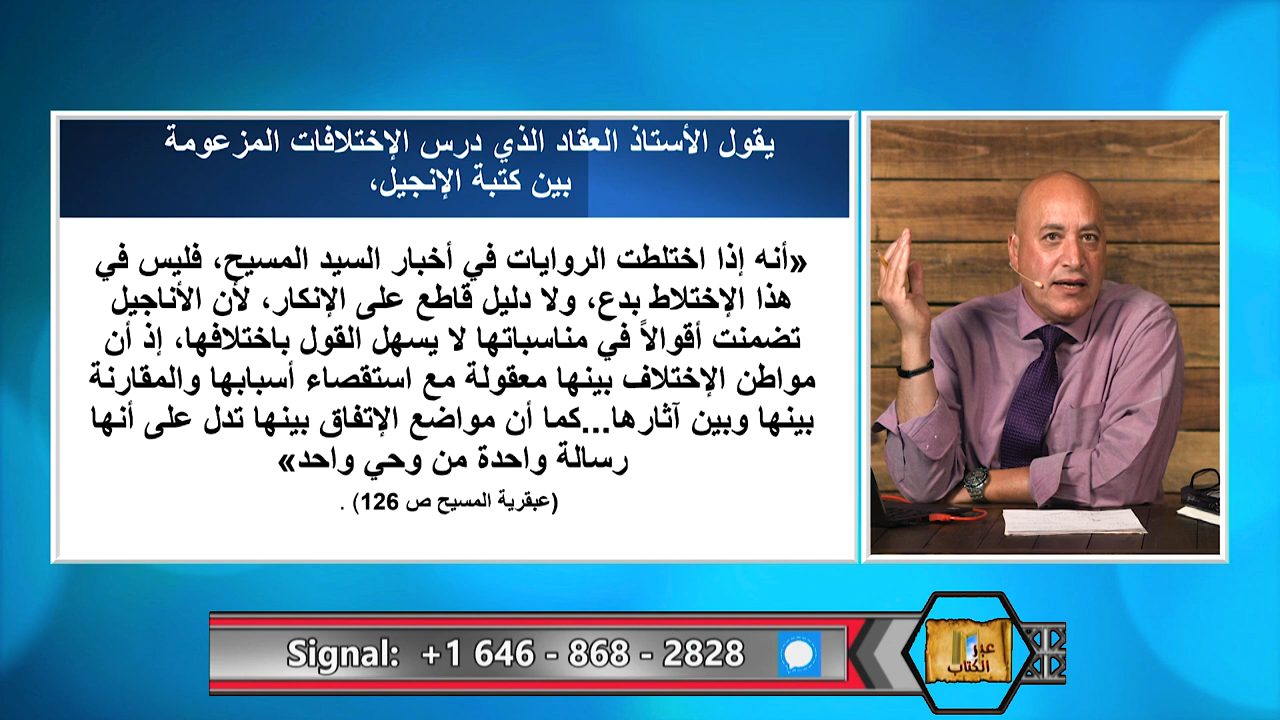 يقول الأستاذ العقاد الذي درس الإختلافات المزعومة
بين كتبة الإنجيل،
«أنه إذا اختلطت الروايات في أخبار السيد المسيح، فليس في
هذا الإختلاط بدع، ولا دليل قاطع على الإنكار، لأن الأناجيل
تضمنت أقوالاً في مناسباتها لا يسهل القول باختلافها، إذ أن
مواطن الإختلاف بينها معقولة مع استقصاء أسبابها والمقارنة
بينها وبين آثارها...كما أن مواضع الإتفاق بينها تدل على أنها
رسالة واحدة من وحي واحد»
(عبقرية المسيح ص 126) .
Signal: +1 646 - 868 - 2828
عبر
الكتاب